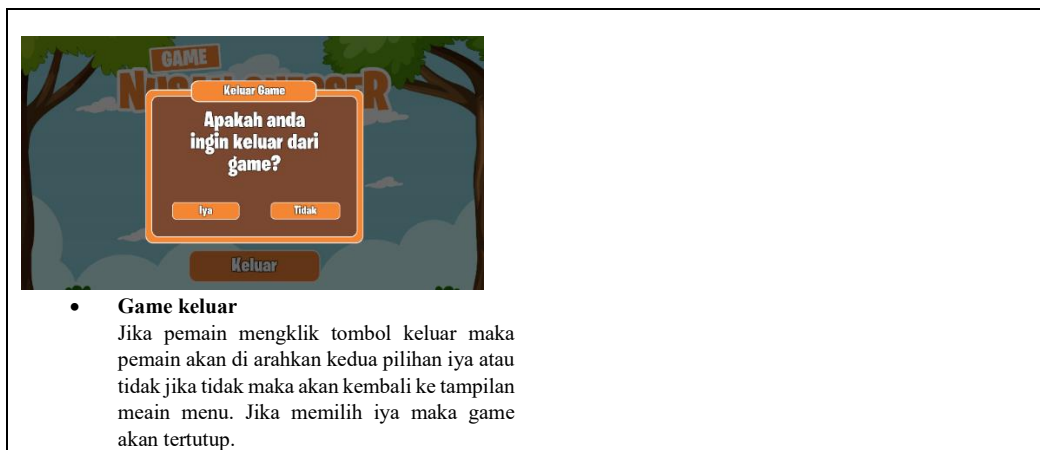 GAME
Keluar Game
Apakah anda
ingin keluar dari
game?
Iya
Tidak
Keluar
• Game keluar
Jika pemain mengklik tombol keluar maka
pemain akan di arahkan kedua pilihan iya atau
tidak jika tidak maka akan kembali ke tampilan
meain menu. Jika memilih iya maka game
akan tertutup.